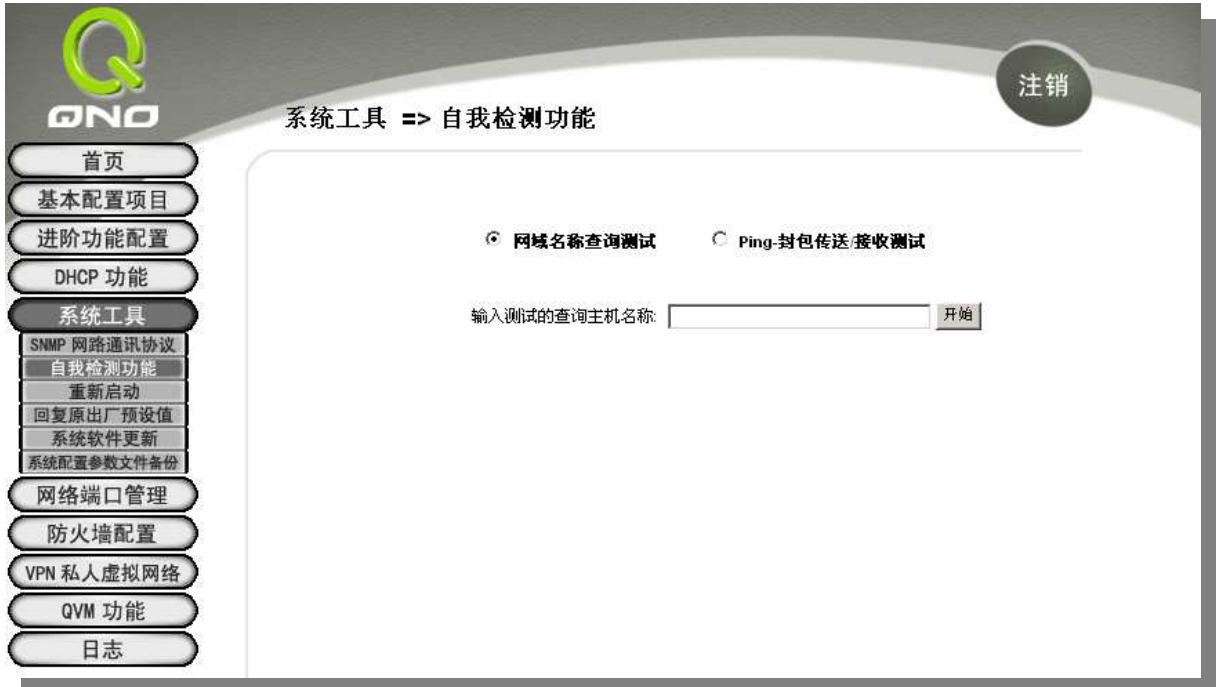 QNO
注销
系统工具 => 自我检测功能
首页
基本配置项目
进阶功能配置
DHCP 功能
系统工具
SNMP 网路通讯协议
自我检测功能
重新启动
回复原出厂预设值
系统软件更新
系统配置参数文件备份
网络端口管理
防火墙配置
VPN 私人虚拟网络
QVM 功能
日志
网域名称查询测试 Ping-封包传送/接收测试
输入测试的查询主机名称: 开始